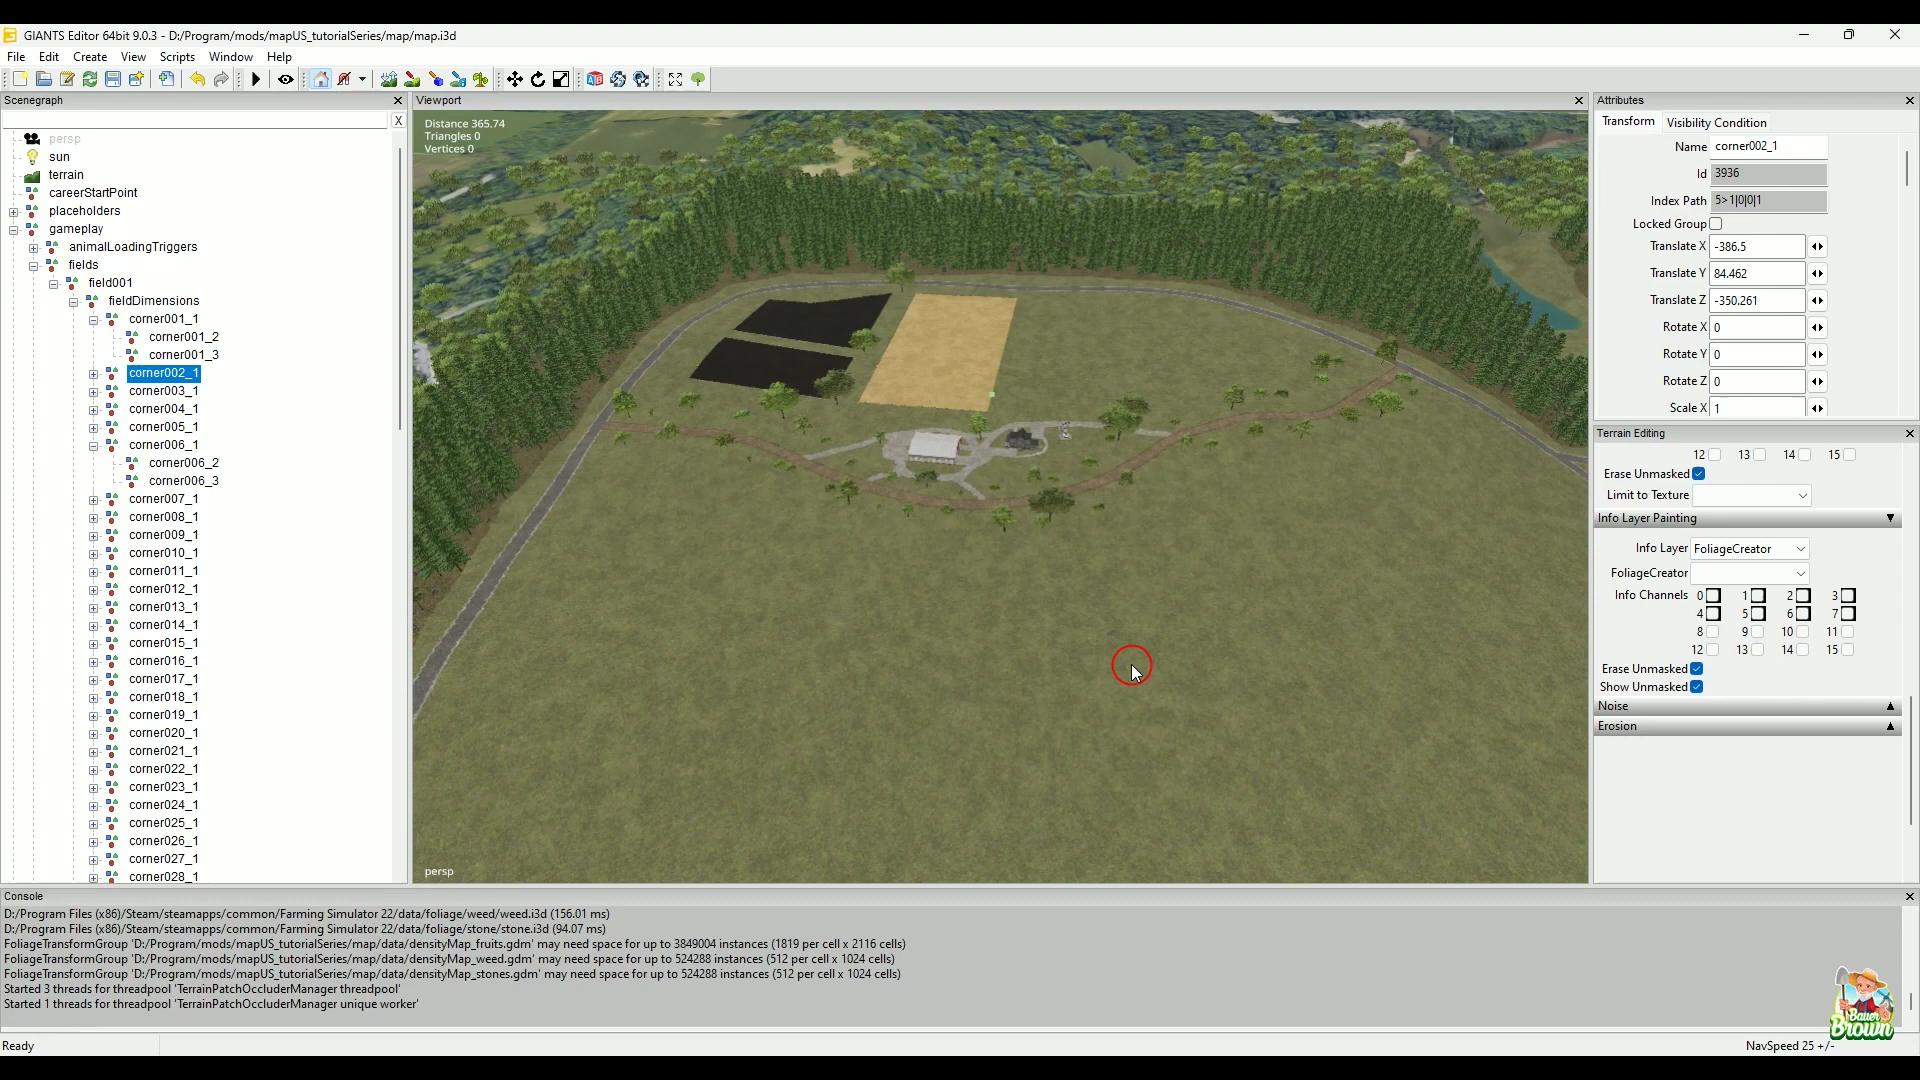 GIANTS Editor 64bit 9.0.3 - D:/Program/mods/mapUS_tutorialSeries/map/map.i3d
File Edit Create View Scripts Window Help
Scenegraph
X
persp
sun
terrain
careerStartPoint
placeholders
gameplay
animalLoadingTriggers
fields
field001
fieldDimensions
corner001_1
corner001_2
corner001_3
corner002_1
corner003_1
corner004_1
corner005_1
corner006_1
corner006_2
corner006_3
corner007_1
corner008_1
corner009_1
corner010_1
corner011_1
corner012_1
corner013_1
corner014_1
corner015_1
corner016_1
corner017_1
corner018_1
corner019_1
corner020_1
corner021_1
corner022_1
corner023_1
corner024_1
corner025_1
corner026_1
corner027_1
corner028_1
Viewport
Distance 365.74
Triangles 0
Vertices 0
persp
Attributes
Transform Visibility Condition
Name corner002_1
Id 3936
Index Path 5>1|0|0|1
Locked Group
Translate X -386.5
Translate Y 84.462
Translate Z -350.261
Rotate X 0
Rotate Y 0
Rotate Z 0
Scale X 1
Terrain Editing
12 13 14 15
Erase Unmasked
Limit to Texture
Info Layer Painting
Info Layer FoliageCreator
FoliageCreator
Info Channels 0 1 2 3
4 5 6 7
8 9 10 11
12 13 14 15
Erase Unmasked
Show Unmasked
Noise
Erosion
Console
D:/Program Files (x86)/Steam/steamapps/common/Farming Simulator 22/data/foliage/weed/weed.i3d (156.01 ms)
D:/Program Files (x86)/Steam/steamapps/common/Farming Simulator 22/data/foliage/stone/stone.i3d (94.07 ms)
FoliageTransformGroup 'D:/Program/mods/mapUS_tutorialSeries/map/data/densityMap_fruits.gdm' may need space for up to 3849004 instances (1819 per cell x 2116 cells)
FoliageTransformGroup 'D:/Program/mods/mapUS_tutorialSeries/map/data/densityMap_weed.gdm' may need space for up to 524288 instances (512 per cell x 1024 cells)
FoliageTransformGroup 'D:/Program/mods/mapUS_tutorialSeries/map/data/densityMap_stones.gdm' may need space for up to 524288 instances (512 per cell x 1024 cells)
Started 3 threads for threadpool 'TerrainPatchOccluderManager threadpool'
Started 1 threads for threadpool 'TerrainPatchOccluderManager unique worker'
Bauer
Brown
Ready
NavSpeed 25 +/-